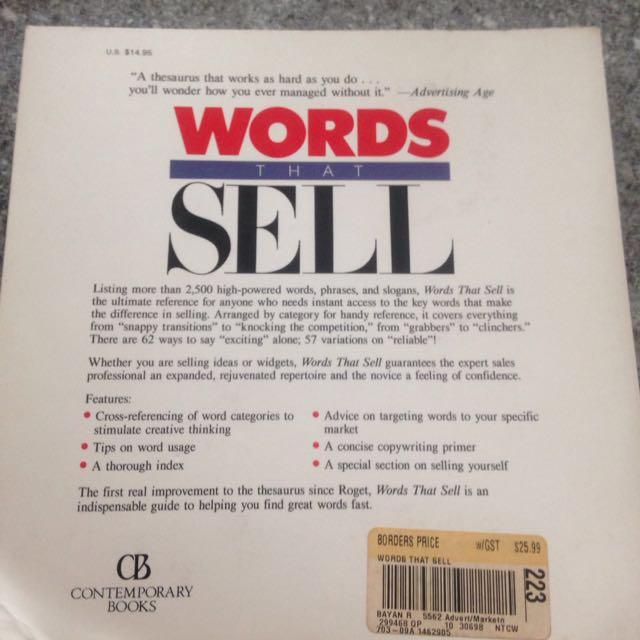 U.S. $14.95
"A thesaurus that works as hard as you do . . .
you'll wonder how you ever managed without it." —Advertising Age
WORDS
THAT
SELL
Listing more than 2,500 high-powered words, phrases, and slogans, Words That Sell is
the ultimate reference for anyone who needs instant access to the key words that make
the difference in selling. Arranged by category for handy reference, it covers everything
from "snappy transitions" to "knocking the competition," from "grabbers" to "clinchers."
There are 62 ways to say "exciting" alone; 57 variations on "reliable"!
Whether you are selling ideas or widgets, Words That Sell guarantees the expert sales
professional an expanded, rejuvenated repertoire and the novice a feeling of confidence.
Features:
• Cross-referencing of word categories to
stimulate creative thinking
• Tips on word usage
• A thorough index
• Advice on targeting words to your specific
market
• A concise copywriting primer
• A special section on selling yourself
The first real improvement to the thesaurus since Roget, Words That Sell is an
indispensable guide to helping you find great words fast.
CB
CONTEMPORARY
BOOKS
BORDERS PRICE w/GST $25.99
WORDS THAT SELL
223
BAYAN R 5562 Advert/Marketn
299468 QP 10 30698 NTCW
703-09A 1462905